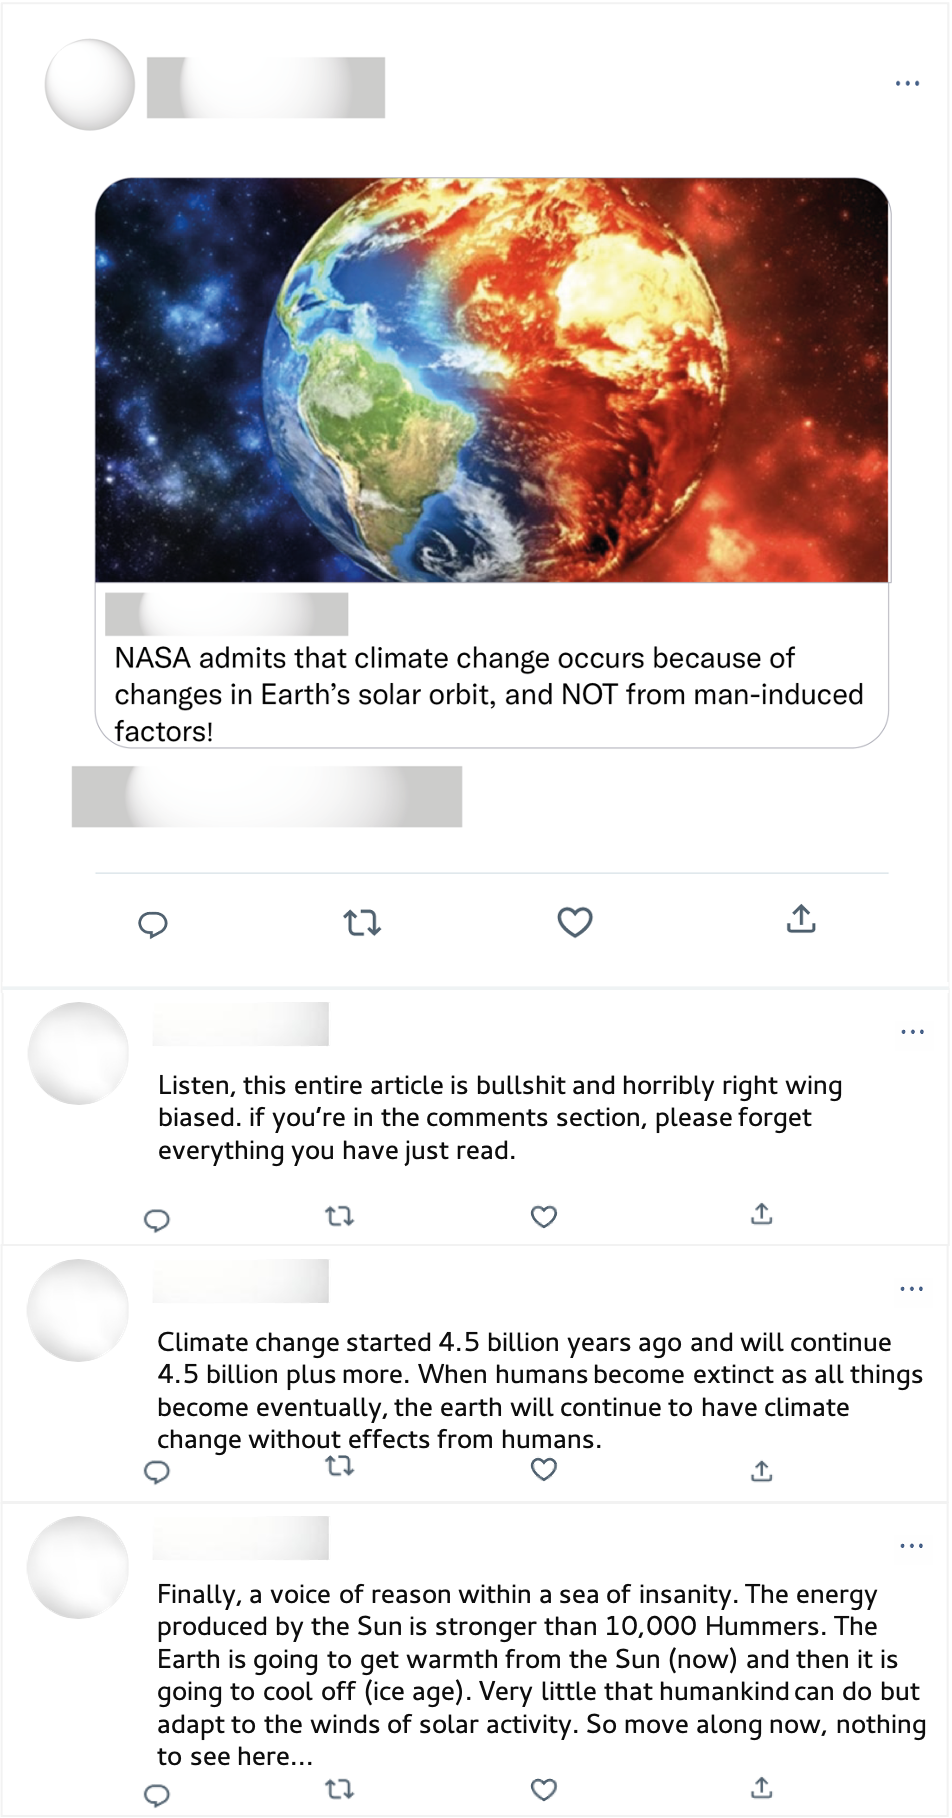 NASA admits that climate change occurs because of
changes in Earth’s solar orbit, and NOT from man-induced
factors!
Listen, this entire article is bullshit and horribly right wing
biased. if you’re in the comments section, please forget
everything you have just read.
Climate change started 4.5 billion years ago and will continue
4.5 billion plus more. When humans become extinct as all things
become eventually, the earth will continue to have climate
change without effects from humans.
Finally, a voice of reason within a sea of insanity. The energy
produced by the Sun is stronger than 10,000 Hummers. The
Earth is going to get warmth from the Sun (now) and then it is
going to cool off (ice age). Very little that humankind can do but
adapt to the winds of solar activity. So move along now, nothing
to see here...